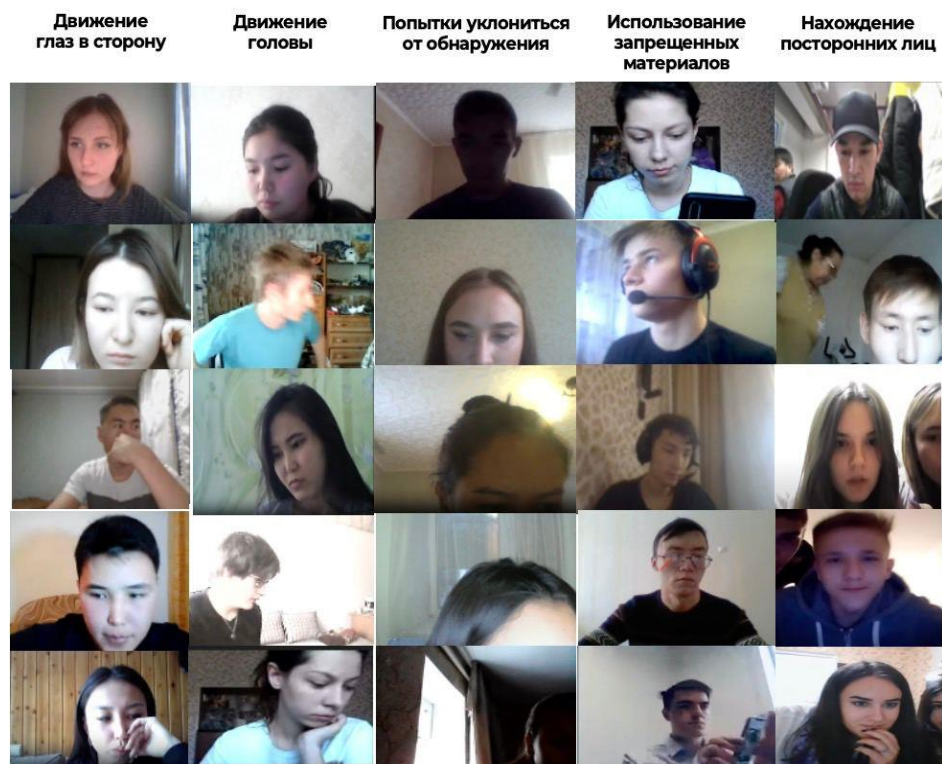 Движение
глаз в сторону
Движение
головы
Попытки уклониться
от обнаружения
Использование
запрещенных
материалов
Нахождение
посторонних лиц